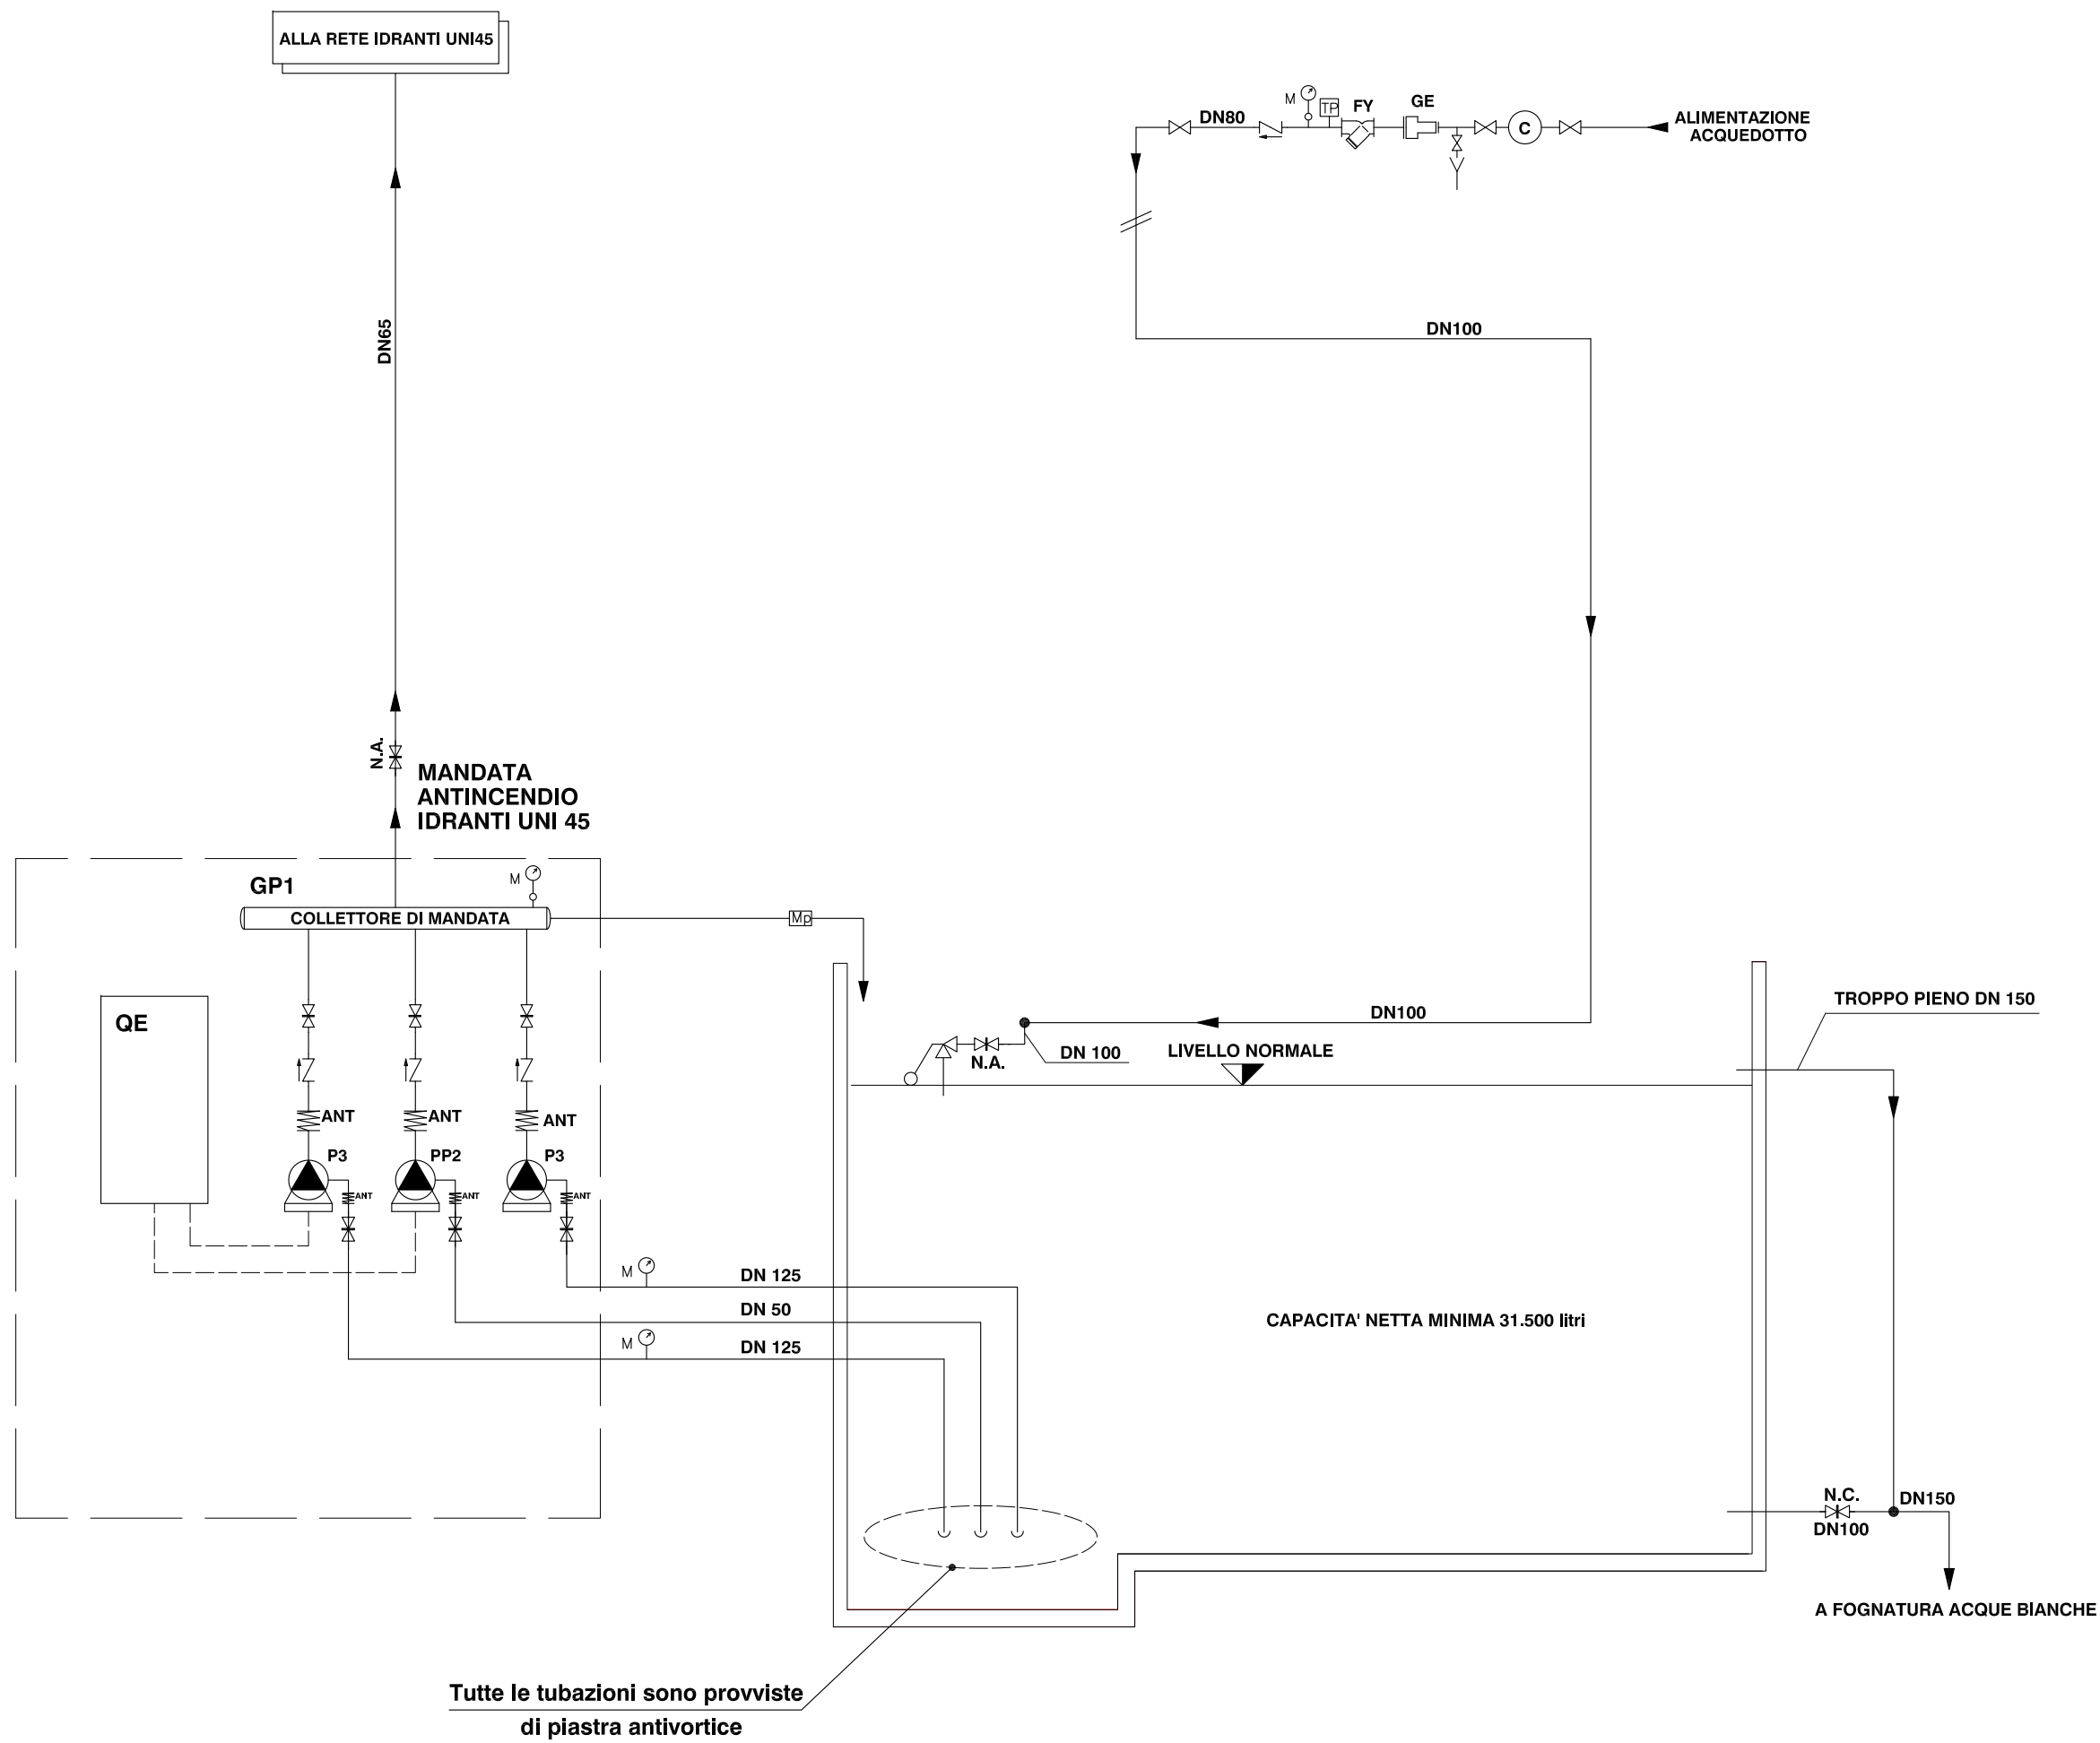 ALLA RETE IDRANTI UNI45
M
TP
FY
GE
DN80
C
ALIMENTAZIONE
ACQUEDOTTO
DN65
DN100
N.A.
MANDATA
ANTINCENDIO
IDRANTI UNI 45
GP1
M
COLLETTORE DI MANDATA
Mp
QE
ANT
ANT
ANT
P3
PP2
P3
ANT
ANT
ANT
DN100
DN 100
N.A.
LIVELLO NORMALE
TROPPO PIENO DN 150
M
DN 125
DN 50
M
DN 125
CAPACITA' NETTA MINIMA 31.500 litri
N.C.
DN100
DN150
A FOGNATURA ACQUE BIANCHE
Tutte le tubazioni sono provviste
di piastra antivortice